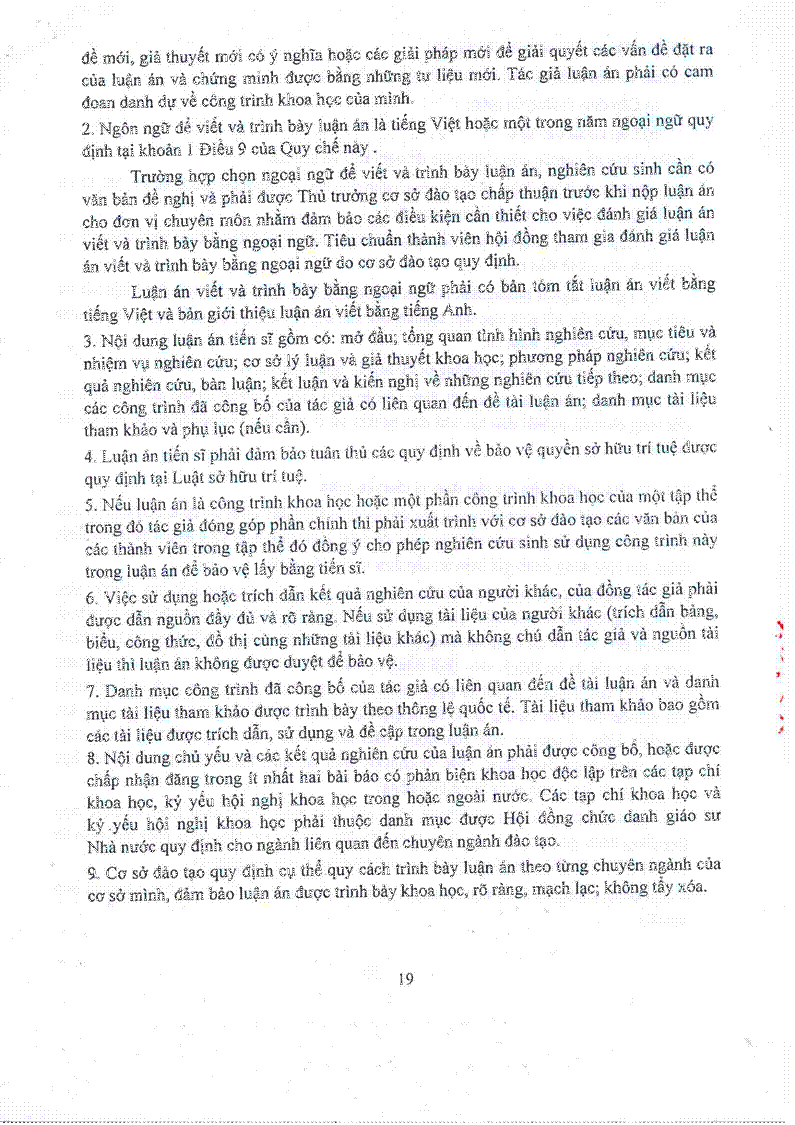 đề mới, giả thuyết mới có ý nghĩa hoặc các giải pháp mới để giải quyết các vấn đề đặt ra
của luận án và chứng minh được bằng những tư liệu mới. Tác giả luận án phải có cam
đoan danh dự về công trình khoa học của mình.
2. Ngôn ngữ để viết và trình bày luận án là tiếng Việt hoặc một trong năm ngoại ngữ quy
định tại khoản 1 Điều 9 của Quy chế này .
Trường hợp chọn ngoại ngữ để viết và trình bày luận án, nghiên cứu sinh cần có
văn bản đề nghị và phải được Thủ trưởng cơ sở đào tạo chấp thuận trước khi nộp luận án
cho đơn vị chuyên môn nhằm đảm bảo các điều kiện cần thiết cho việc đánh giá luận án
viết và trình bày bằng ngoại ngữ. Tiêu chuẩn thành viên hội đồng tham gia đánh giá luận
án viết và trình bày bằng ngoại ngữ do cơ sở đào tạo quy định.
Luận án viết và trình bày bằng ngoại ngữ phải có bản tóm tắt luận án viết bằng
tiếng Việt và bản giới thiệu luận án viết bằng tiếng Anh.
3. Nội dung luận án tiến sĩ gồm có: mở đầu; tổng quan tình hình nghiên cứu, mục tiêu và
nhiệm vụ nghiên cứu; cơ sở lý luận và giả thuyết khoa học; phương pháp nghiên cứu; kết
quả nghiên cứu, bàn luận; kết luận và kiến nghị về những nghiên cứu tiếp theo; danh mục
các công trình đã công bố của tác giả có liên quan đến đề tài luận án; danh mục tài liệu
tham khảo và phụ lục (nếu cần).
4. Luận án tiến sĩ phải đảm bảo tuân thủ các quy định về bảo vệ quyền sở hữu trí tuệ được
quy định tại Luật sở hữu trí tuệ.
5. Nếu luận án là công trình khoa học hoặc một phần công trình khoa học của một tập thể
trong đó tác giả đóng góp phần chính thì phải xuất trình với cơ sở đào tạo các văn bản của
các thành viên trong tập thể đó đồng ý cho phép nghiên cứu sinh sử dụng công trình này
trong luận án để bảo vệ lấy bằng tiến sĩ.
6. Việc sử dụng hoặc trích dẫn kết quả nghiên cứu của người khác, của đồng tác giả phải
được dẫn nguồn đầy đủ và rõ ràng. Nếu sử dụng tài liệu của người khác (trích dẫn bảng,
biểu, công thức, đồ thị cùng những tài liệu khác) mà không chú dẫn tác giả và nguồn tài
liệu thì luận án không được duyệt để bảo vệ.
7. Danh mục công trình đã công bố của tác giả có liên quan đến đề tài luận án và danh
mục tài liệu tham khảo được trình bày theo thông lệ quốc tế. Tài liệu tham khảo bao gồm
các tài liệu được trích dẫn, sử dụng và đề cập trong luận án.
8. Nội dung chủ yếu và các kết quả nghiên cứu của luận án phải được công bố, hoặc được
chấp nhận đăng trong ít nhất hai bài báo có phản biện khoa học độc lập trên các tạp chí
khoa học, kỷ yếu hội nghị khoa học trong hoặc ngoài nước. Các tạp chí khoa học và
kỷ yếu hội nghị khoa học phải thuộc danh mục được Hội đồng chức danh giáo sư
Nhà nước quy định cho ngành liên quan đến chuyên ngành đào tạo.
9. Cơ sở đào tạo quy định cụ thể quy cách trình bày luận án theo từng chuyên ngành của
cơ sở mình, đảm bảo luận án được trình bày khoa học, rõ ràng, mạch lạc; không tẩy xóa.
19